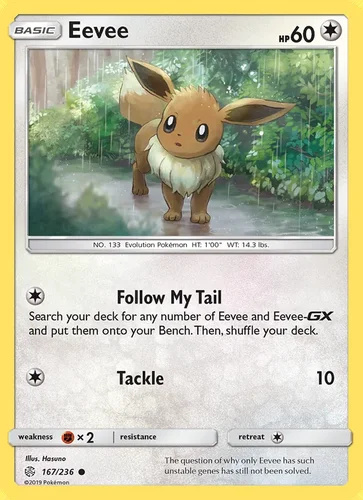 BASIC Eevee HP60
NO. 133 Evolution Pokémon HT: 1'00" WT: 14.3 lbs.
Follow My Tail
Search your deck for any number of Eevee and Eevee-GX
and put them onto your Bench. Then, shuffle your deck.
Tackle 10
weakness ×2 resistance retreat
Illus. Hasuno
167/236
©2019 Pokémon
The question of why only Eevee has such
unstable genes has still not been solved.